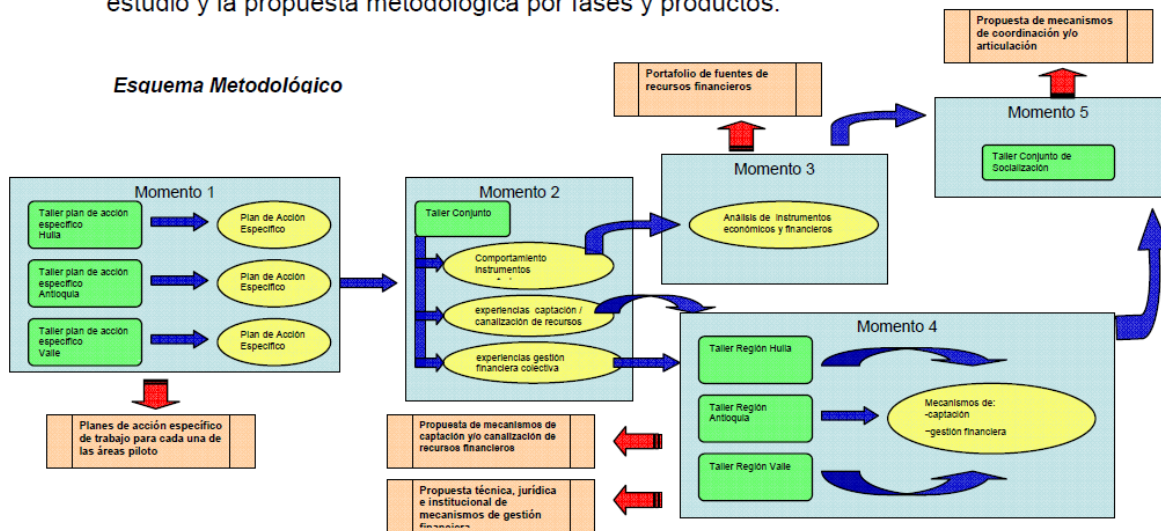 estudio y la propuesta metodológica por fases y productos.
Esquema Metodológico
Propuesta de mecanismos
de coordinación y/o
articulación
Portafolio de fuentes de
recursos financieros
Momento 5
Taller Conjunto de
Socialización
Momento 3
Análisis de instrumentos
económicos y financieros
Momento 1
Taller plan de acción
específico
Huila
Plan de Acción
Específico
Taller plan de acción
específico
Antioquia
Plan de Acción
Específico
Taller plan de acción
específico
Valle
Plan de Acción
Específico
Momento 2
Taller Conjunto
Comportamiento
Instrumentos
experiencias captación /
canalización de recursos
experiencias gestión
financiera colectiva
Momento 4
Taller Región Huila
Taller Región
Antioquia
Taller Región Valle
Mecanismos de:
-captación
-gestión financiera
Planes de acción específico
de trabajo para cada una de
las áreas piloto
Propuesta de mecanismos de
captación y/o canalización de
recursos financieros
Propuesta técnica, jurídica
e institucional de
mecanismos de gestión
financiera